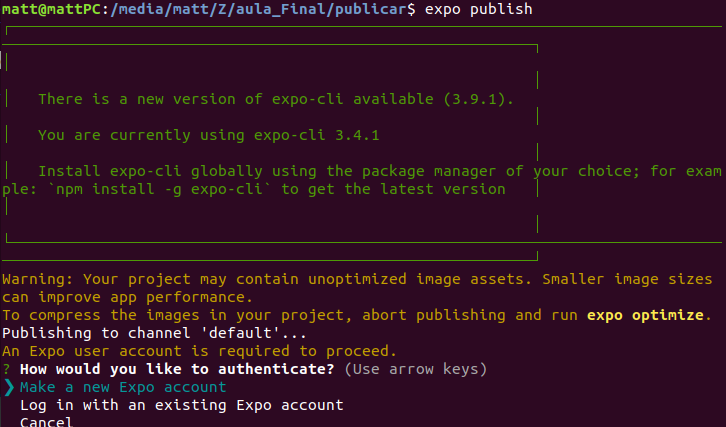 matt@mattPC:/media/matt/Z/aula_Final/publicar$ expo publish
There is a new version of expo-cli available (3.9.1).
You are currently using expo-cli 3.4.1
Install expo-cli globally using the package manager of your choice; for exam
ple: `npm install -g expo-cli` to get the latest version
Warning: Your project may contain unoptimized image assets. Smaller image sizes
can improve app performance.
To compress the images in your project, abort publishing and run expo optimize.
Publishing to channel 'default'...
An Expo user account is required to proceed.
? How would you like to authenticate? (Use arrow keys)
❯ Make a new Expo account
Log in with an existing Expo account
Cancel